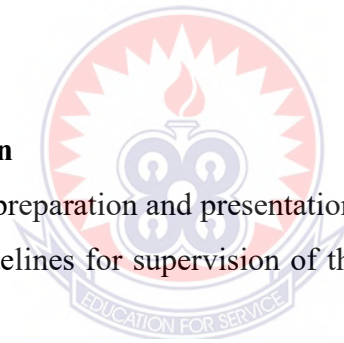 n
preparation and presentation
elines for supervision of th
EDUCATION FOR SERVICE